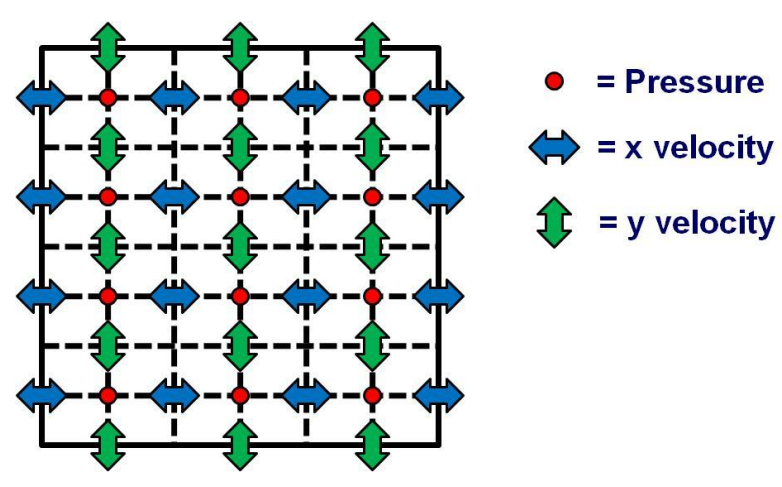 = Pressure
= x velocity
= y velocity